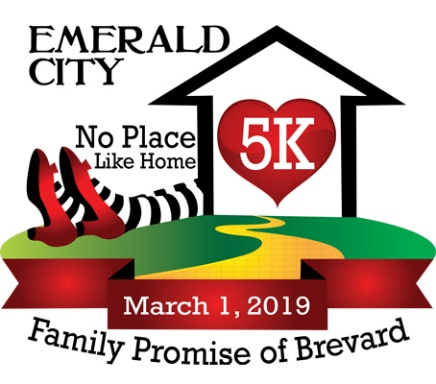 EMERALD
CITY
No Place
Like Home
5K
March 1, 2019
Family Promise of Brevard